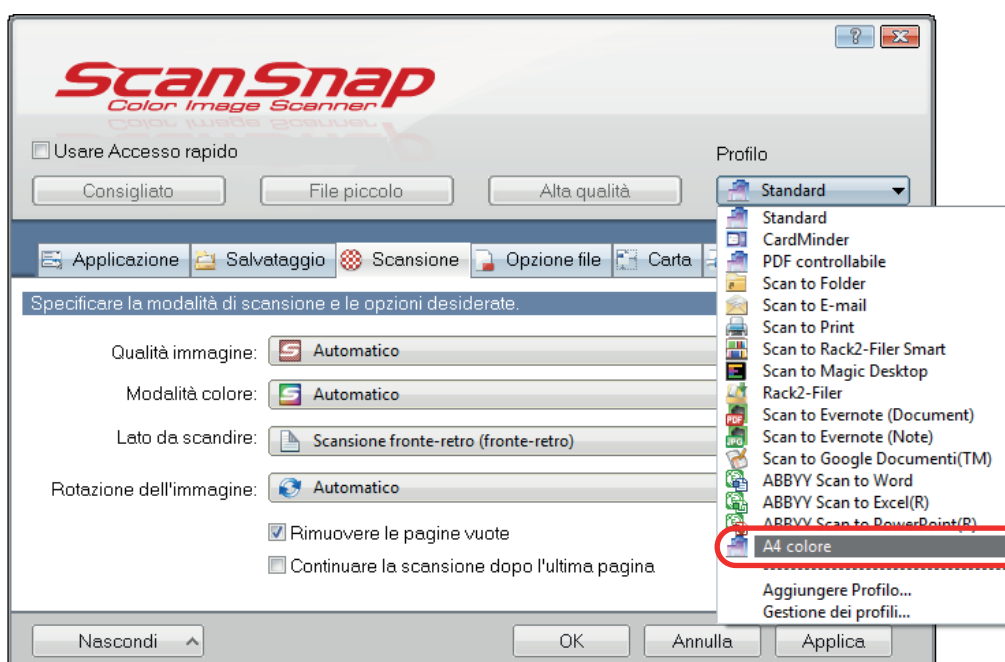 ScanSnap
Color Image Scanner
Usare Accesso rapido
Profilo
Consigliato File piccolo Alta qualità Standard
Standard
CardMinder
PDF controllabile
Scan to Folder
Scan to E-mail
Scan to Print
Scan to Rack2-Filer Smart
Scan to Magic Desktop
Rack2-Filer
Scan to Evernote (Document)
Scan to Evernote (Note)
Scan to Google Documenti(TM)
ABBYY Scan to Word
ABBYY Scan to Excel(R)
ABBYY Scan to PowerPoint(R)
A4 colore
Aggiungere Profilo...
Gestione dei profili...
Applicazione Salvataggio Scansione Opzione file Carta
Specificare la modalità di scansione e le opzioni desiderate.
Qualità immagine: Automatico
Modalità colore: Automatico
Lato da scandire: Scansione fronte-retro (fronte-retro)
Rotazione dell'immagine: Automatico
Rimuovere le pagine vuote
Continuare la scansione dopo l'ultima pagina
Nascondi OK Annulla Applica